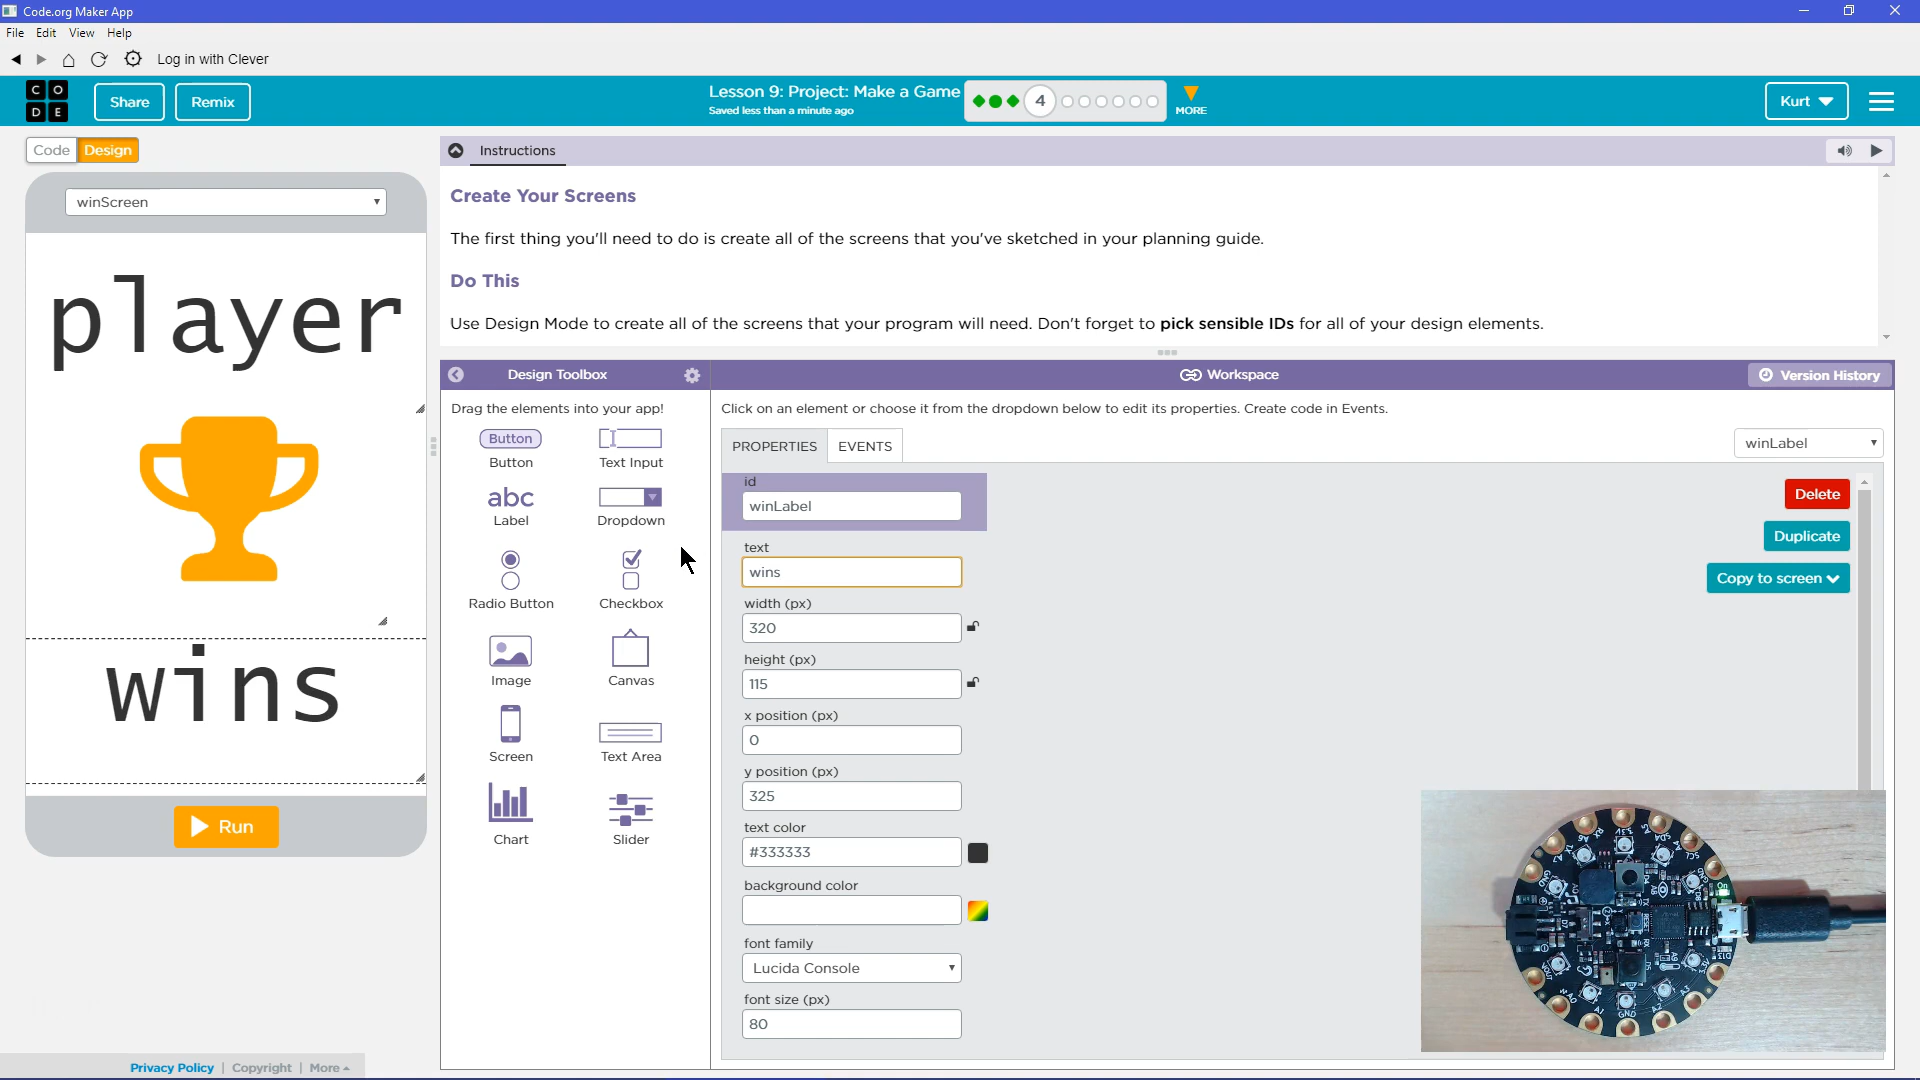 Code.org Maker App
File Edit View Help
Log in with Clever
C O
D E
Share
Remix
Lesson 9: Project: Make a Game
Saved less than a minute ago
4
MORE
Kurt
Code
Design
Instructions
winScreen
Create Your Screens
The first thing you'll need to do is create all of the screens that you've sketched in your planning guide.
Do This
Use Design Mode to create all of the screens that your program will need. Don't forget to pick sensible IDs for all of your design elements.
player
wins
Run
Design Toolbox
Workspace
Version History
Drag the elements into your app!
Button
Button
Text Input
abc
Label
Dropdown
Radio Button
Checkbox
Image
Canvas
Screen
Text Area
Chart
Slider
Click on an element or choose it from the dropdown below to edit its properties. Create code in Events.
PROPERTIES
EVENTS
winLabel
id
winLabel
Delete
Duplicate
Copy to screen
text
wins
width (px)
320
height (px)
115
x position (px)
0
y position (px)
325
text color
#333333
background color
font family
Lucida Console
font size (px)
80
Privacy Policy | Copyright | More